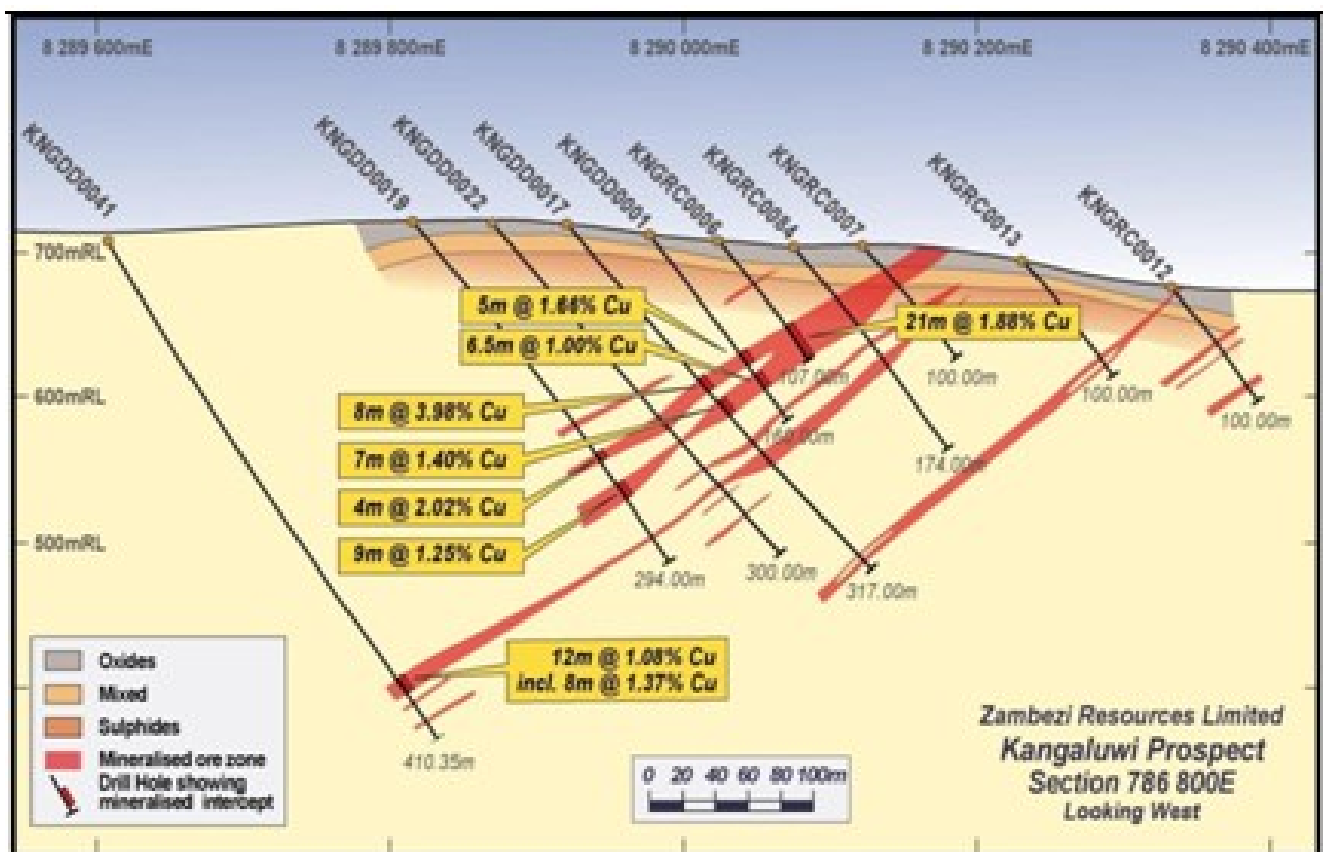 8 289 600mE
8 289 800mE
8 290 000mE
8 290 200mE
8 290 400mE
KNGDD0041
KNGDD0019
KNGDD0022
KNGDD0017
KNGDD0001
KNGRC0006
KNGRC0084
KNGRC0007
KNGRC0013
KNGRC0012
700mRL
600mRL
500mRL
5m @ 1.66% Cu
6.5m @ 1.00% Cu
21m @ 1.88% Cu
8m @ 3.98% Cu
7m @ 1.40% Cu
4m @ 2.02% Cu
9m @ 1.25% Cu
107.00m
100.00m
100.00m
100.00m
174.00m
294.00m
300.00m
317.00m
12m @ 1.08% Cu
incl. 8m @ 1.37% Cu
410.35m
Oxides
Mixed
Sulphides
Mineralised ore zone
Drill Hole showing
mineralised intercept
0 20 40 60 80 100m
Zambezi Resources Limited
Kangaluwi Prospect
Section 786 800E
Looking West